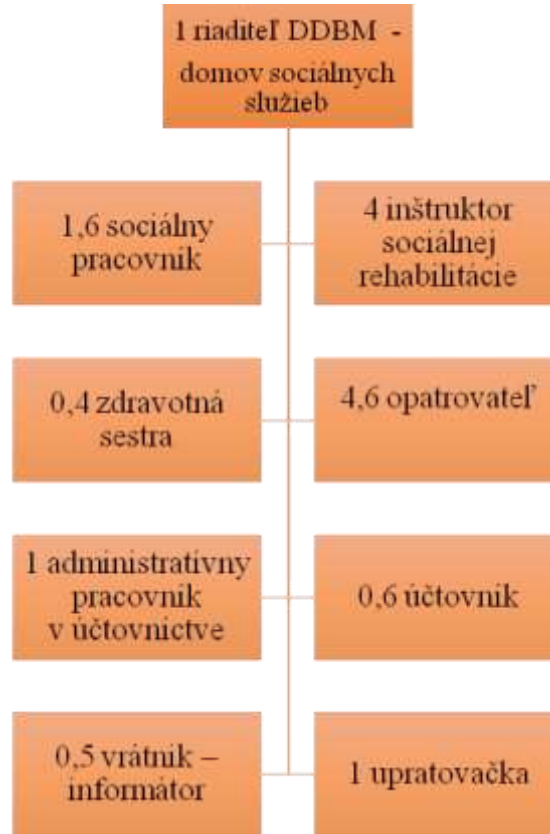 1 riaditeľ DDBM -
domov sociálnych
služieb
1,6 sociálny
pracovník
4 inštruktor
sociálnej
rehabilitácie
0,4 zdravotná
sestra
4,6 opatrovateľ
1 administratívny
pracovník
v účtovníctve
0,6 účtovník
0,5 vrátnik –
informátor
1 upratovačka